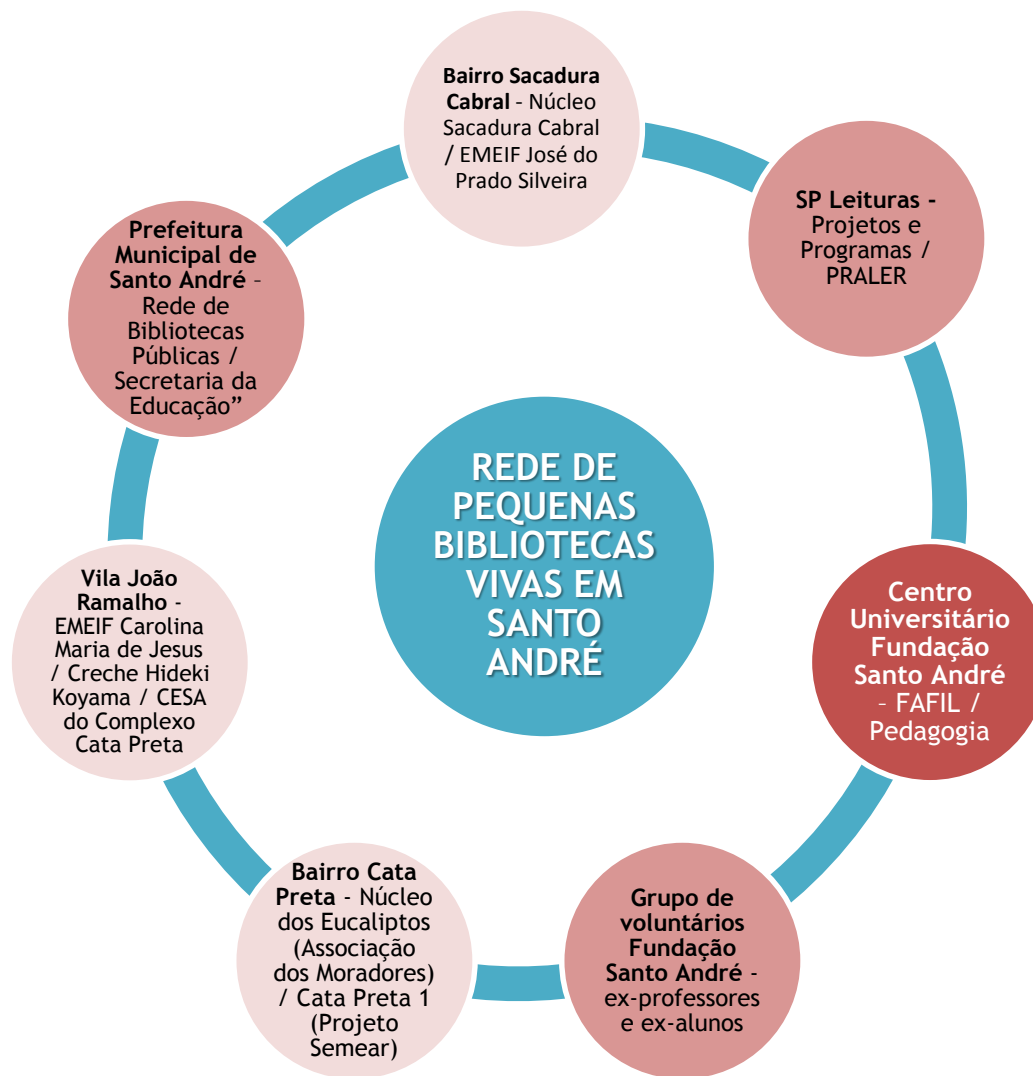 Bairro Sacadura
Cabral - Núcleo
Sacadura Cabral
/ EMEIF José do
Prado Silveira
SP Leituras -
Projetos e
Programas /
PRALER
Centro
Universitário
Fundação
Santo André
– FAFIL /
Pedagogia
Grupo de
voluntários
Fundação
Santo André -
ex-professores
e ex-alunos
Bairro Cata
Preta - Núcleo
dos Eucaliptos
(Associação
dos Moradores)
/ Cata Preta 1
(Projeto
Semear)
Vila João
Ramalho -
EMEIF Carolina
Maria de Jesus
/ Creche Hideki
Koyama / CESA
do Complexo
Cata Preta
Prefeitura
Municipal de
Santo André –
Rede de
Bibliotecas
Públicas /
Secretaria da
Educação”
REDE DE
PEQUENAS
BIBLIOTECAS
VIVAS EM
SANTO
ANDRÉ